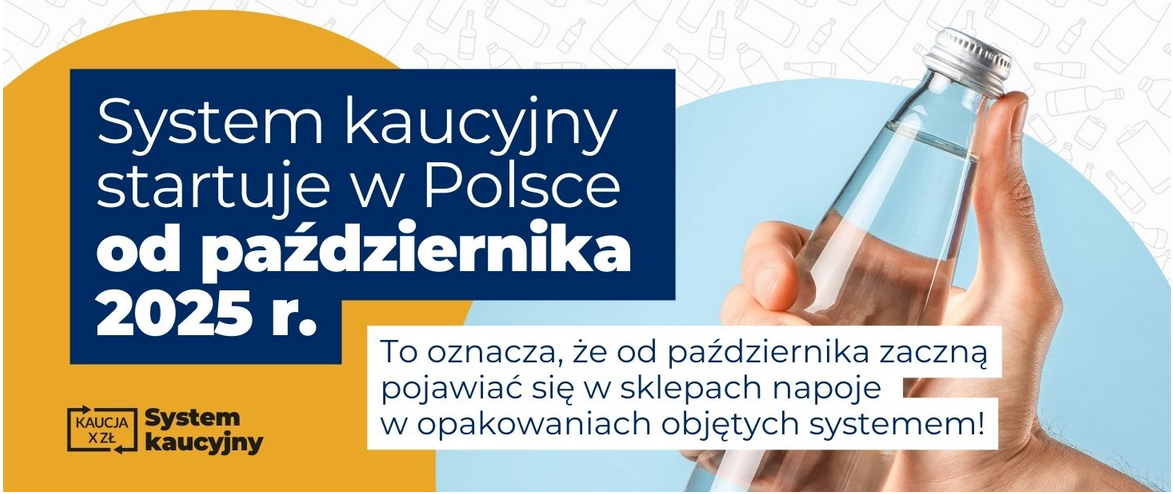 System kaucyjny
startuje w Polsce
od października
2025 r.
To oznacza, że od października zaczną
pojawiać się w sklepach napoje
w opakowaniach objętych systemem!
KAUCJA
X ZŁ
System
kaucyjny